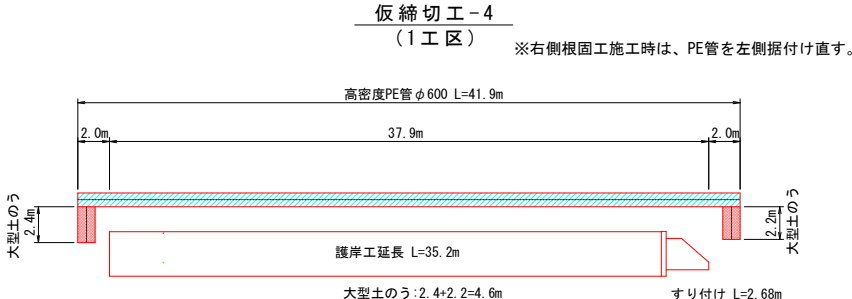 仮締切工-4
(1工区)
※右側根固工施工時は、PE管を左側据付け直す。
高密度PE管φ600 L=41.9m
2.0m
37.9m
2.0m
大型土のう
2.4m
2.2m
大型土のう
護岸工延長 L=35.2m
大型土のう:2.4+2.2=4.6m
すり付け L=2.68m